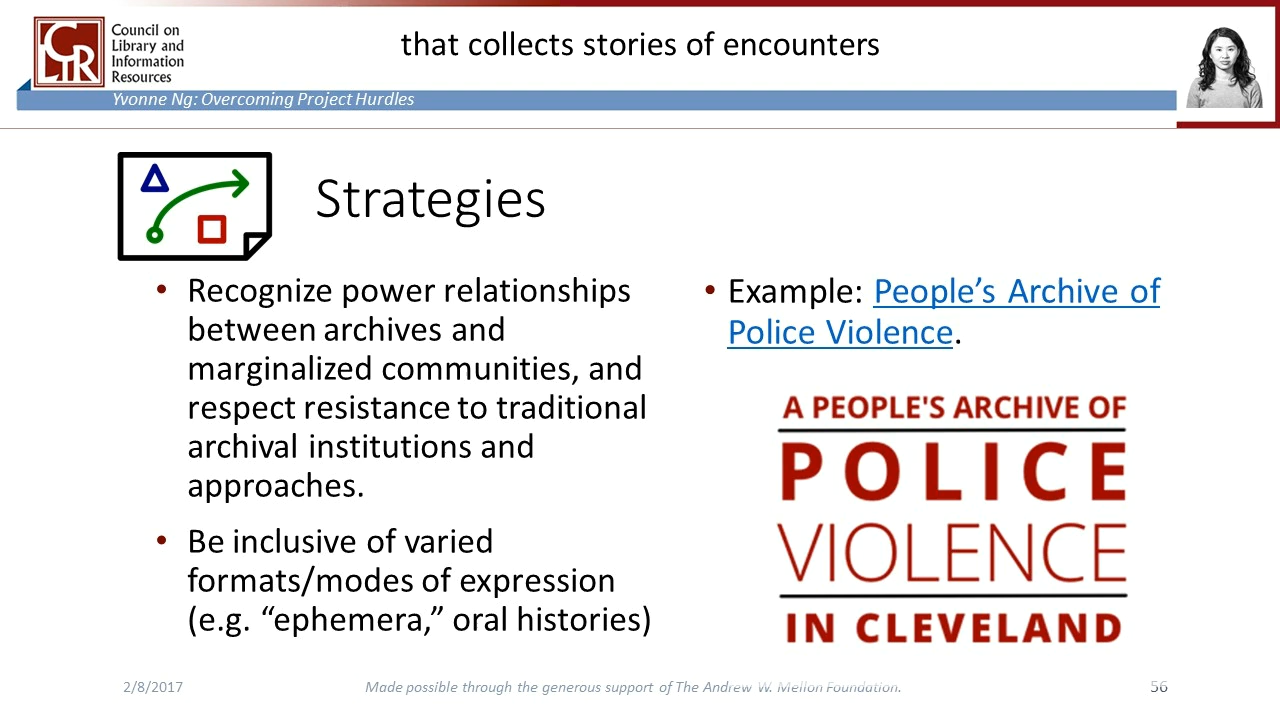 CLIR
Council on
Library and
Information
Resources
that collects stories of encounters
Yvonne Ng: Overcoming Project Hurdles
Strategies
• Recognize power relationships
between archives and
marginalized communities, and
respect resistance to traditional
archival institutions and
approaches.
• Be inclusive of varied
formats/modes of expression
(e.g. “ephemera,” oral histories)
• Example: People’s Archive of
Police Violence.
A PEOPLE'S ARCHIVE OF
POLICE
VIOLENCE
IN CLEVELAND
2/8/2017
Made possible through the generous support of The Andrew W. Mellon Foundation.
56